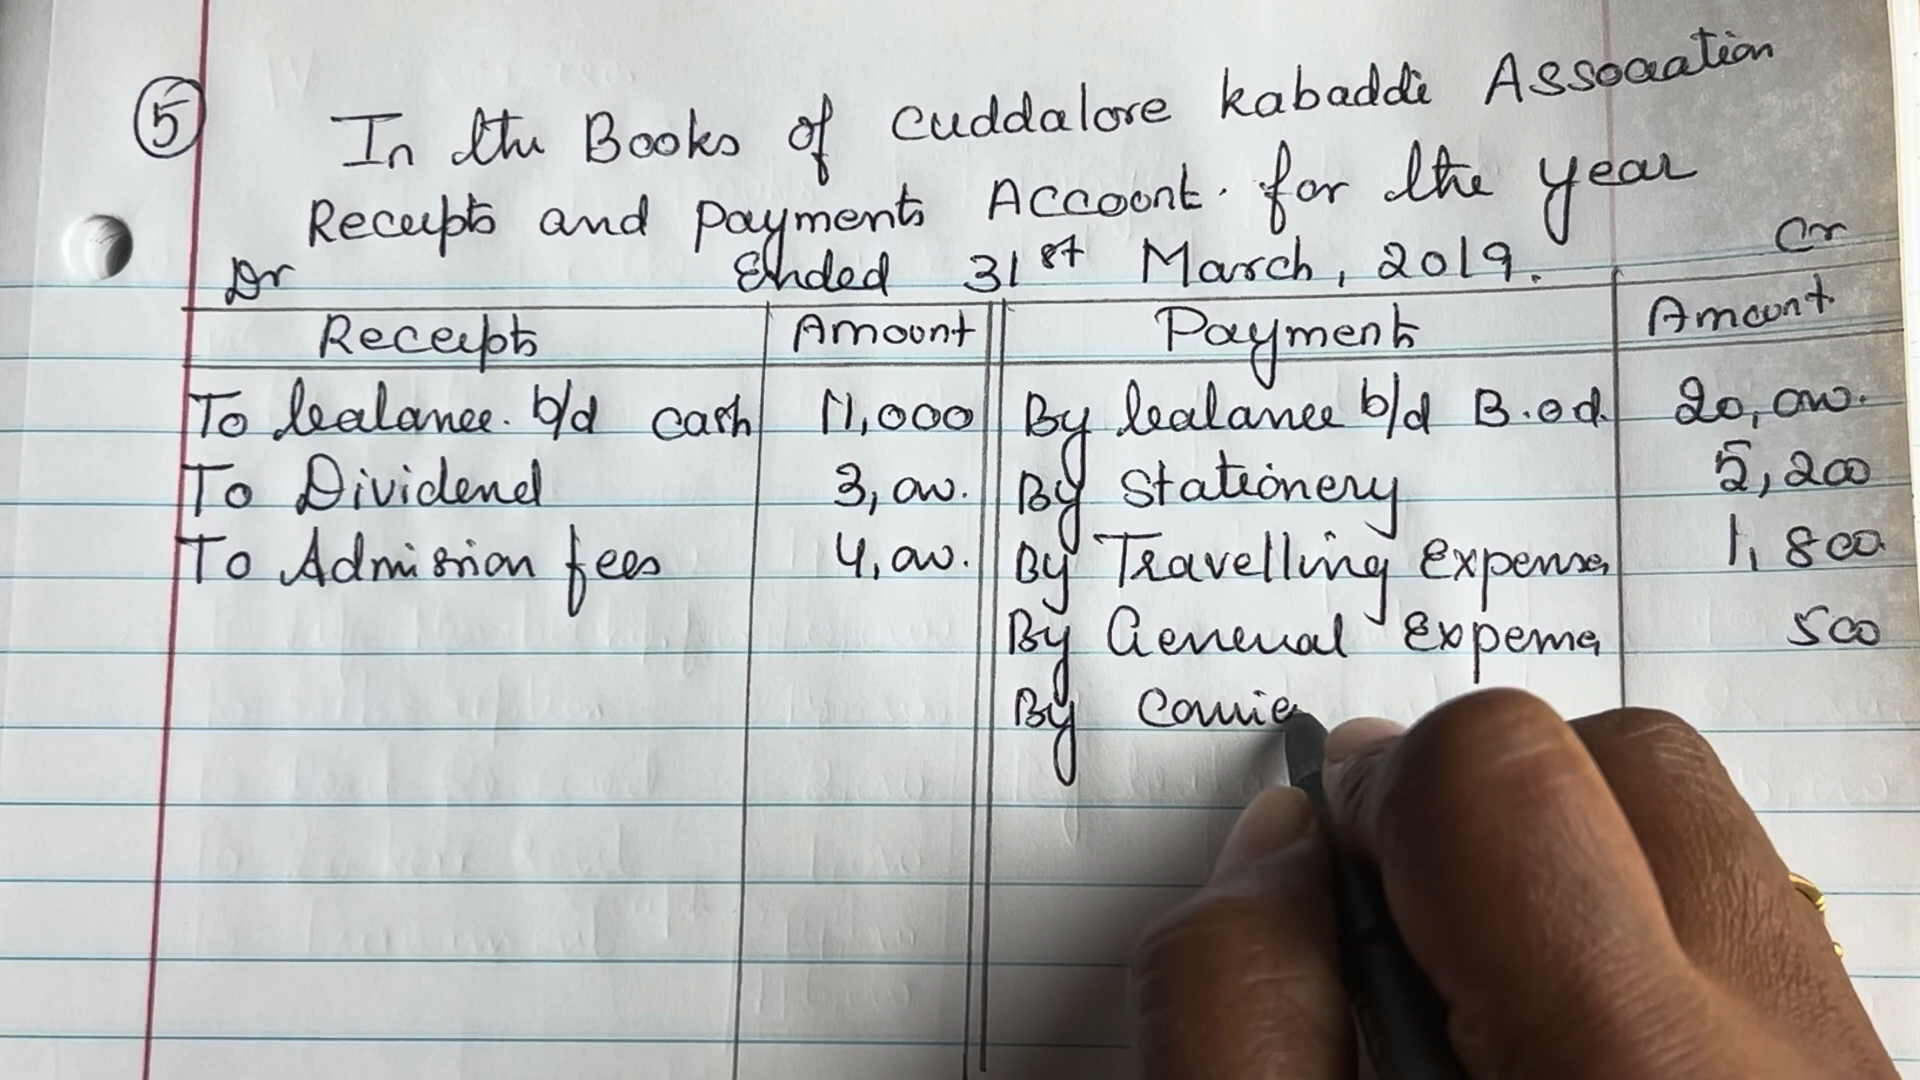 5
In the Books of Cuddalore kabaddi Association
Receipts and Payments Account. for the year
Ended 31st March, 2019.
Dr Cr
Receipts Amount Payments Amount
To balance. b/d cash 11,000 By balance b/d B.od. 20,000.
To Dividend 3,000. By Stationery 5,200
To Admission fees 4,000. By Travelling Expenses 1,800
By General Expenses 500
By Carrie